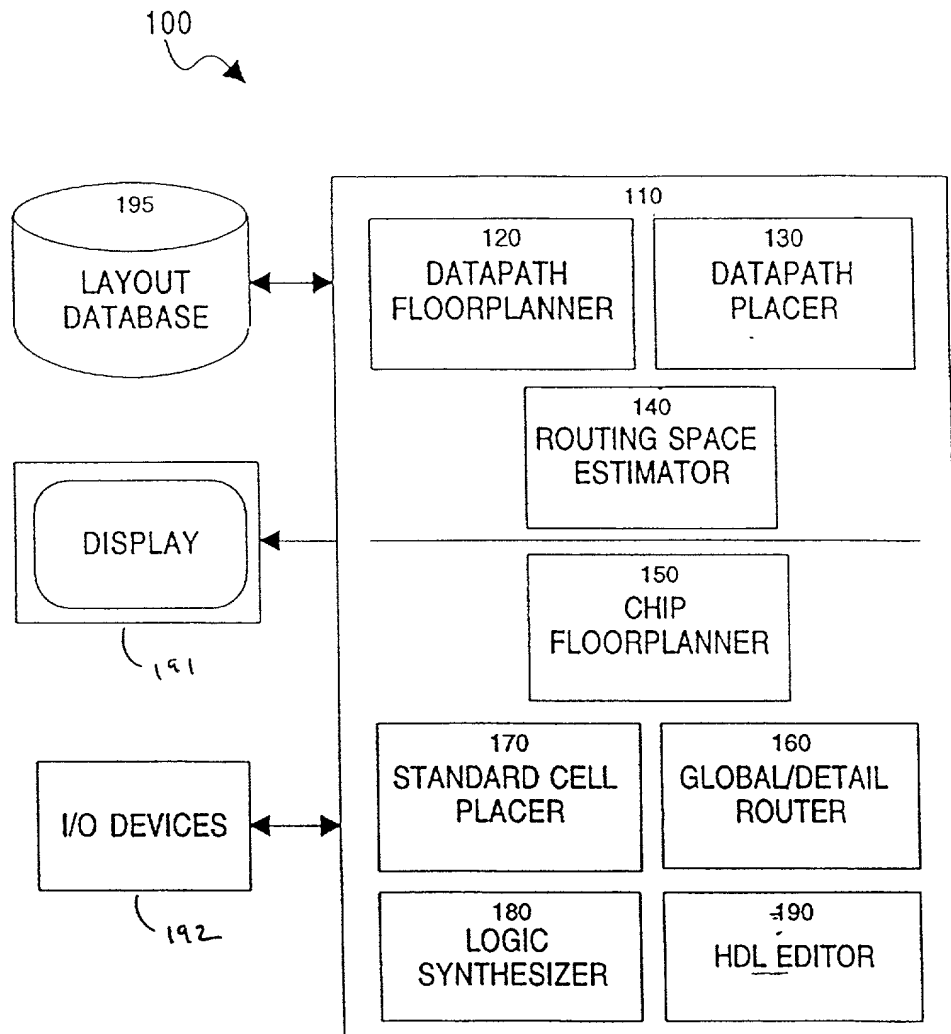 100
195
LAYOUT
DATABASE
DISPLAY
191
I/O DEVICES
192
110
120
DATAPATH
FLOORPLANNER
130
DATAPATH
PLACER
140
ROUTING SPACE
ESTIMATOR
150
CHIP
FLOORPLANNER
170
STANDARD CELL
PLACER
160
GLOBAL/DETAIL
ROUTER
180
LOGIC
SYNTHESIZER
190
HDL EDITOR